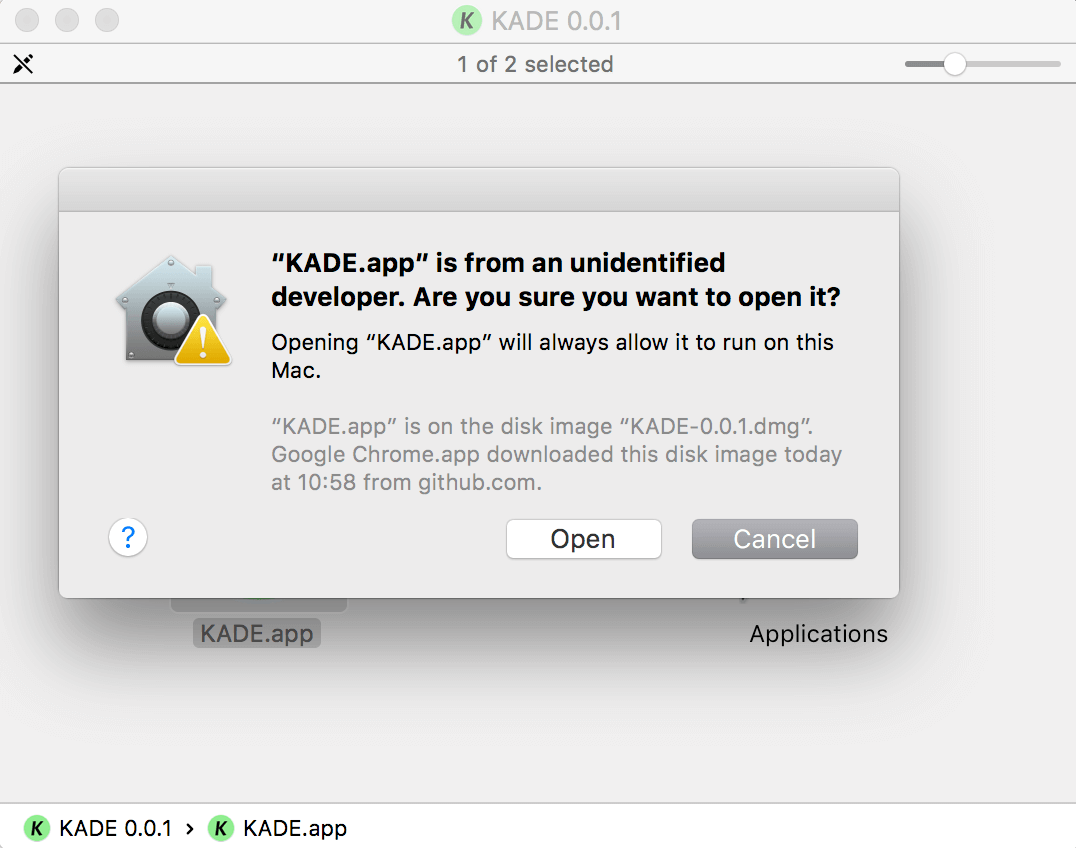 K KADE 0.0.1
1 of 2 selected
“KADE.app” is from an unidentified
developer. Are you sure you want to open it?
Opening “KADE.app” will always allow it to run on this
Mac.
“KADE.app” is on the disk image “KADE-0.0.1.dmg”.
Google Chrome.app downloaded this disk image today
at 10:58 from github.com.
? Open Cancel
KADE.app Applications
K KADE 0.0.1 › K KADE.app